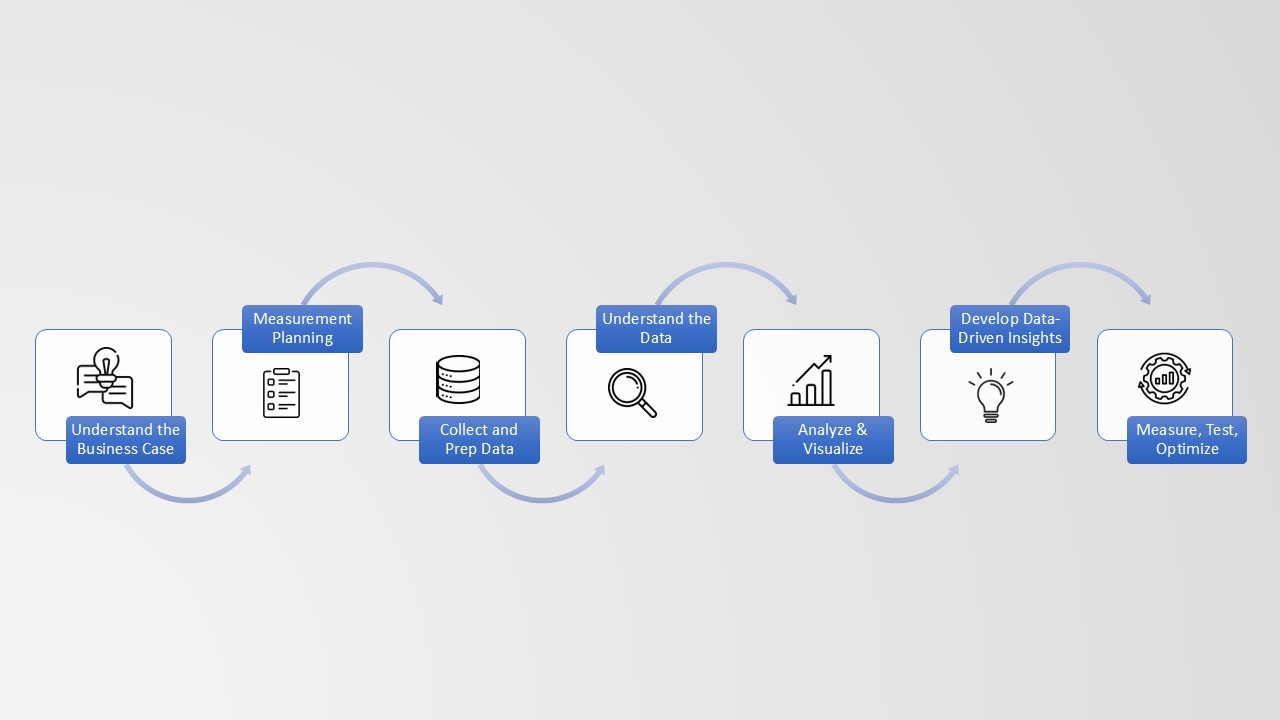 Understand the
Business Case
Measurement
Planning
Collect and
Prep Data
Understand the
Data
Analyze &
Visualize
Develop Data-
Driven Insights
Measure, Test,
Optimize